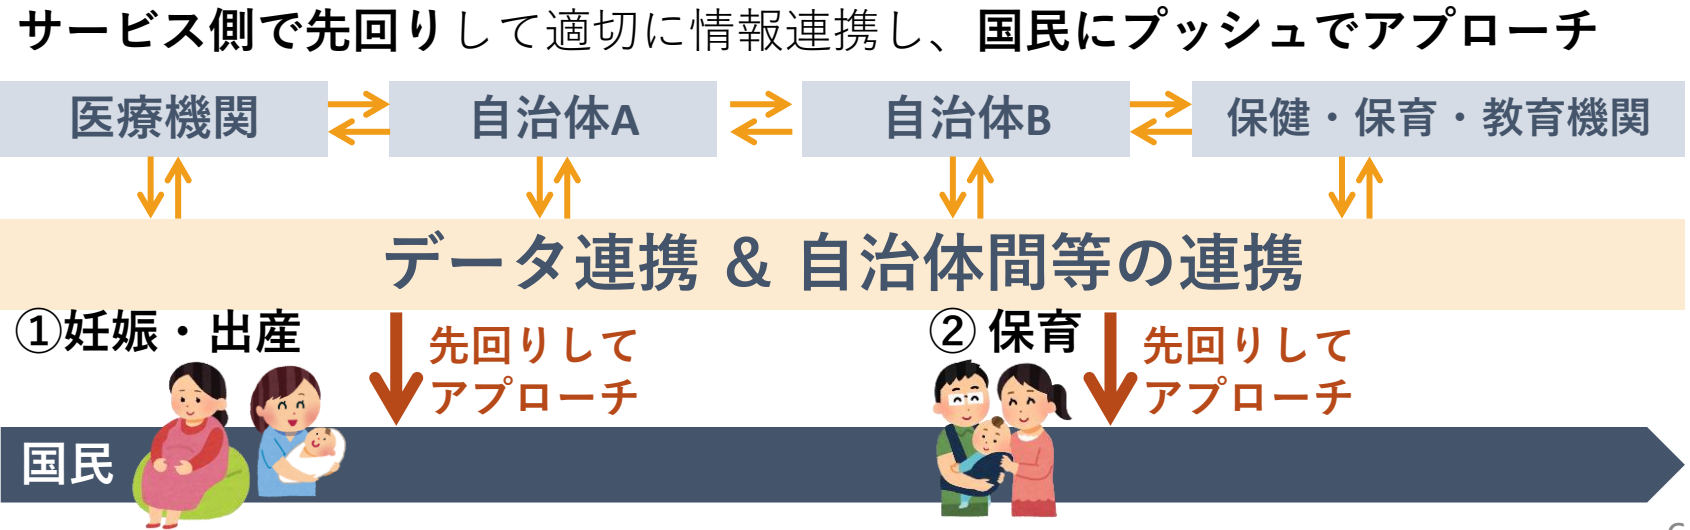 サービス側で先回りして適切に情報連携し、国民にプッシュでアプローチ
医療機関
自治体A
自治体B
保健・保育・教育機関
データ連携 & 自治体間等の連携
①妊娠・出産
先回りして
アプローチ
② 保育
先回りして
アプローチ
国民